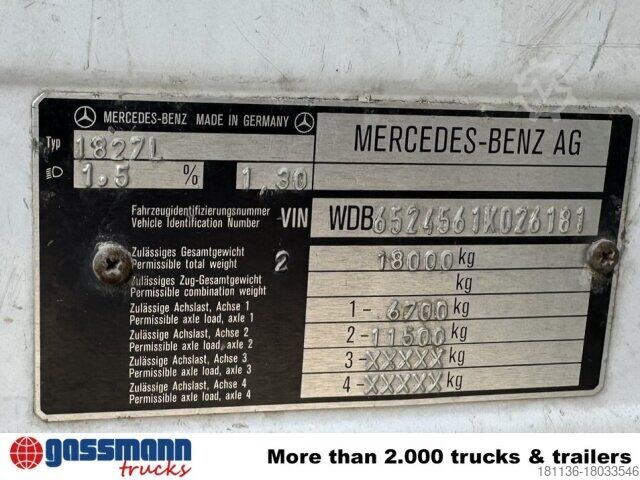 MERCEDES-BENZ MADE IN GERMANY
Typ 1827L
1.5 % 1,30
MERCEDES-BENZ AG
Fahrzeugidentifizierungsnummer
Vehicle Identification Number VIN WDB6524561K026181
Zulässiges Gesamtgewicht
Permissible total weight 2 18000 kg
Zulässiges Zug-Gesamtgewicht
Permissible combination weight kg
Zulässige Achslast, Achse 1
Permissible axle load, axle 1 1-6700 kg
Zulässige Achslast, Achse 2
Permissible axle load, axle 2 2-11500 kg
Zulässige Achslast, Achse 3
Permissible axle load, axle 3 3-XXXXX kg
Zulässige Achslast, Achse 4
Permissible axle load, axle 4 4-XXXXX kg
gassmann
trucks
More than 2.000 trucks & trailers
181136-18033546